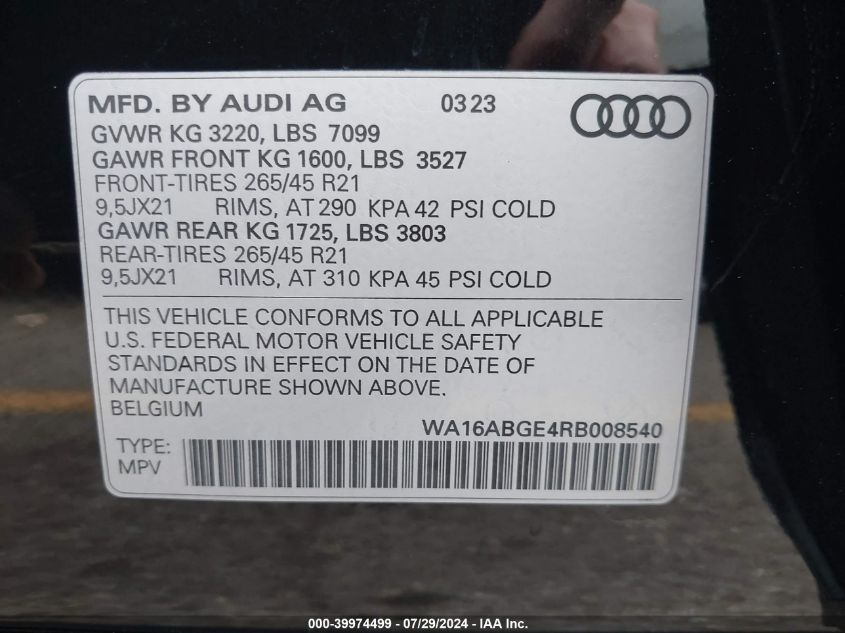 MFD. BY AUDI AG 03 23
GVWR KG 3220, LBS 7099
GAWR FRONT KG 1600, LBS 3527
FRONT-TIRES 265/45 R21
9,5JX21 RIMS, AT 290 KPA 42 PSI COLD
GAWR REAR KG 1725, LBS 3803
REAR-TIRES 265/45 R21
9,5JX21 RIMS, AT 310 KPA 45 PSI COLD
THIS VEHICLE CONFORMS TO ALL APPLICABLE
U.S. FEDERAL MOTOR VEHICLE SAFETY
STANDARDS IN EFFECT ON THE DATE OF
MANUFACTURE SHOWN ABOVE.
BELGIUM
WA16ABGE4RB008540
TYPE:
MPV
000-39974499 - 07/29/2024 - IAA Inc.